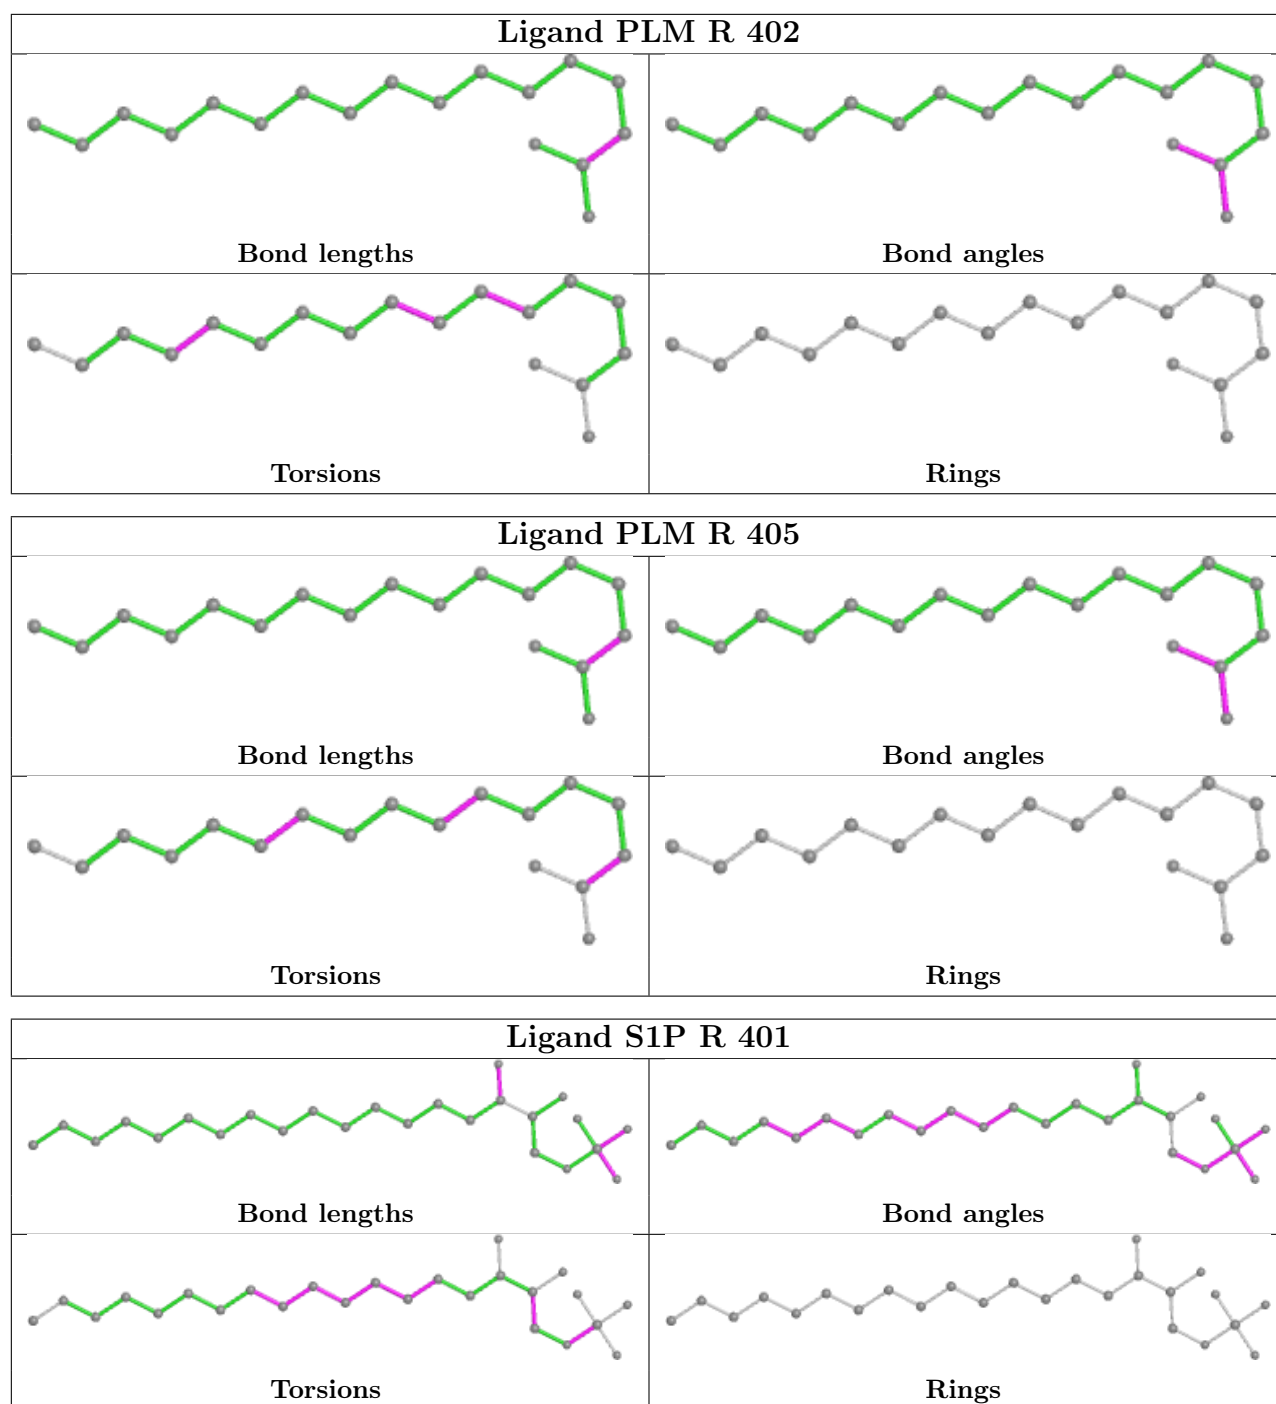 Ligand PLM R 402
Bond lengths
Bond angles
Torsions
Rings
Ligand PLM R 405
Bond lengths
Bond angles
Torsions
Rings
Ligand S1P R 401
Bond lengths
Bond angles
Torsions
Rings